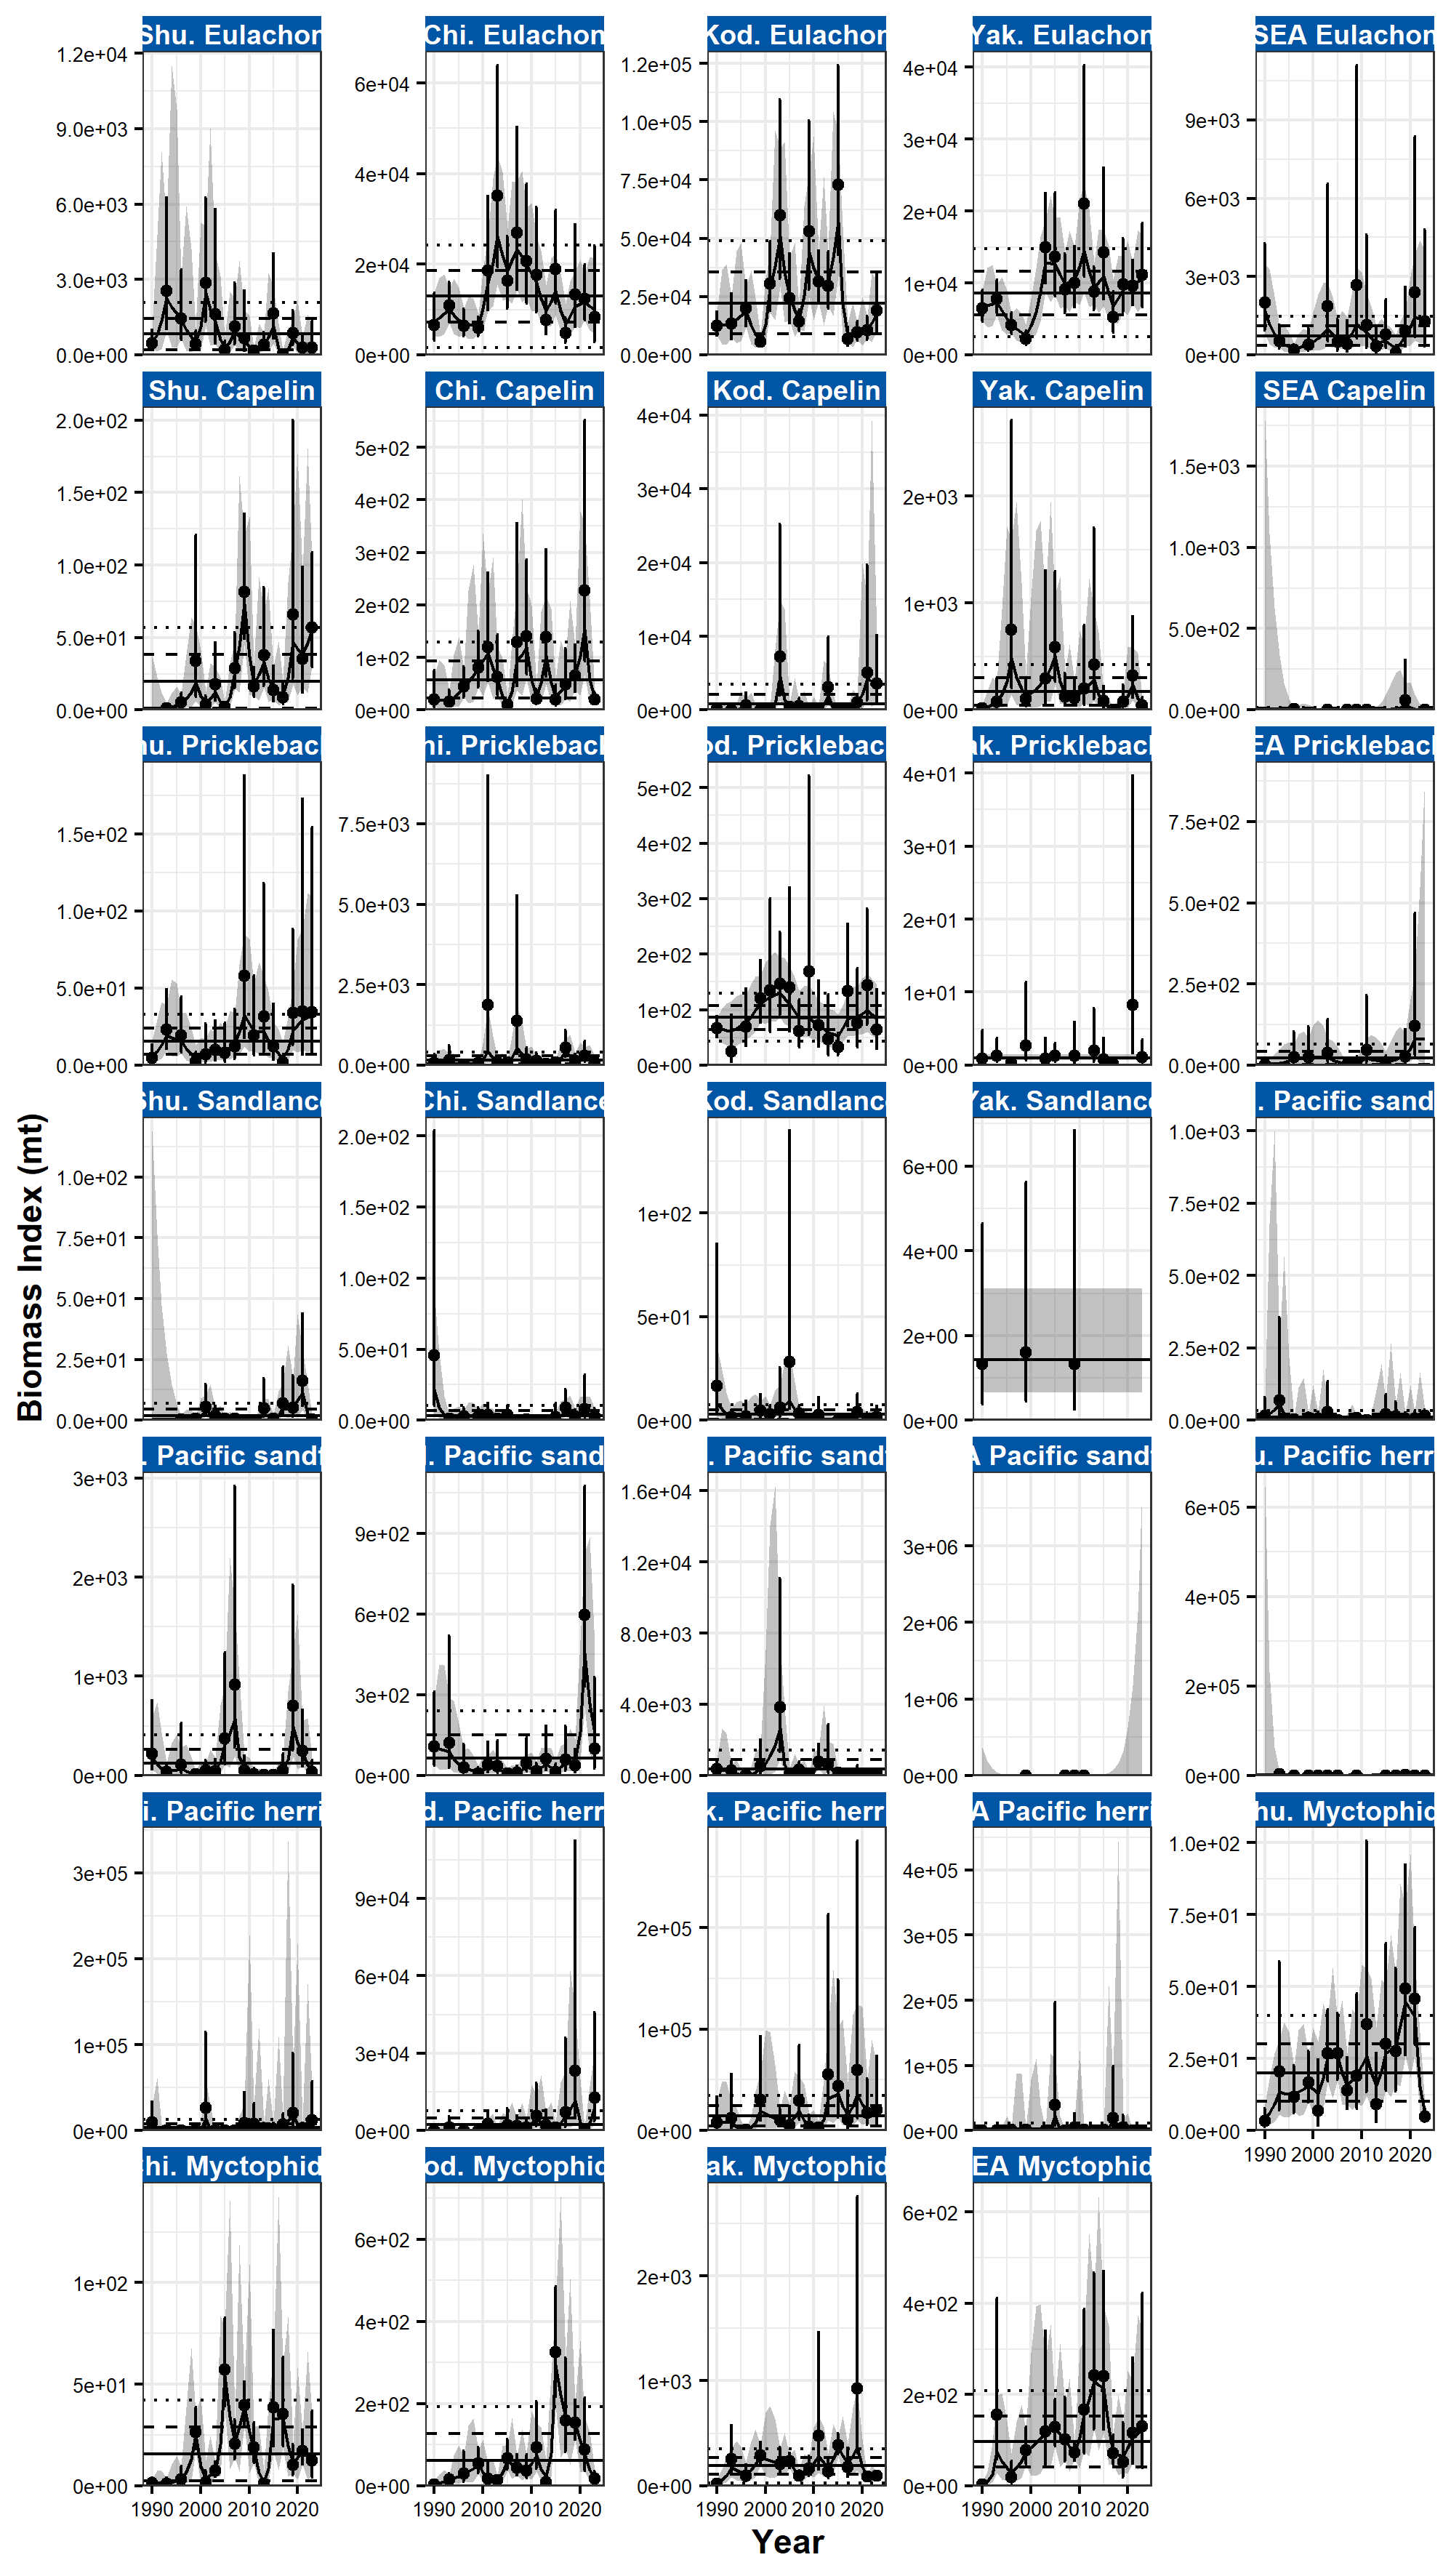 Shu. Eulachon Chi. Eulachon Kod. Eulachon Yak. Eulachon SEA Eulachon
1.2e+04 9.0e+03 6.0e+03 3.0e+03 0.0e+00
6e+04 4e+04 2e+04 0e+00
1.2e+05 1.0e+05 7.5e+04 5.0e+04 2.5e+04 0.0e+00
4e+04 3e+04 2e+04 1e+04 0e+00
9e+03 6e+03 3e+03 0e+00
Shu. Capelin Chi. Capelin Kod. Capelin Yak. Capelin SEA Capelin
2.0e+02 1.5e+02 1.0e+02 5.0e+01 0.0e+00
5e+02 4e+02 3e+02 2e+02 1e+02 0e+00
4e+04 3e+04 2e+04 1e+04 0e+00
2e+03 1e+03 0e+00
1.5e+03 1.0e+03 5.0e+02 0.0e+00
hu. Pricklebac hi. Pricklebac od. Pricklebac ak. Pricklebac EA Pricklebac
1.5e+02 1.0e+02 5.0e+01 0.0e+00
7.5e+03 5.0e+03 2.5e+03 0.0e+00
5e+02 4e+02 3e+02 2e+02 1e+02 0e+00
4e+01 3e+01 2e+01 1e+01 0e+00
7.5e+02 5.0e+02 2.5e+02 0.0e+00
Shu. Sandlance Chi. Sandlance Kod. Sandlance Yak. Sandlance . Pacific sand
1.0e+02 7.5e+01 5.0e+01 2.5e+01 0.0e+00
2.0e+02 1.5e+02 1.0e+02 5.0e+01 0.0e+00
1e+02 5e+01 0e+00
6e+00 4e+00 2e+00 0e+00
1.0e+03 7.5e+02 5.0e+02 2.5e+02 0.0e+00
. Pacific sandf . Pacific sand . Pacific sandf A Pacific sandf u. Pacific herri
3e+03 2e+03 1e+03 0e+00
9e+02 6e+02 3e+02 0e+00
1.6e+04 1.2e+04 8.0e+03 4.0e+03 0.0e+00
3e+06 2e+06 1e+06 0e+00
6e+05 4e+05 2e+05 0e+00
i. Pacific herri d. Pacific herr k. Pacific herr A Pacific herri hu. Myctophid
3e+05 2e+05 1e+05 0e+00
9e+04 6e+04 3e+04 0e+00
2e+05 1e+05 0e+00
4e+05 3e+05 2e+05 1e+05 0e+00
1.0e+02 7.5e+01 5.0e+01 2.5e+01 0.0e+00
1990 2000 2010 2020
hi. Myctophid od. Myctophid ak. Myctophid EA Myctophid
1e+02 5e+01 0e+00
6e+02 4e+02 2e+02 0e+00
2e+03 1e+03 0e+00
6e+02 4e+02 2e+02 0e+00
1990 2000 2010 2020 1990 2000 2010 2020 1990 2000 2010 2020 1990 2000 2010 2020
Year
Biomass Index (mt)